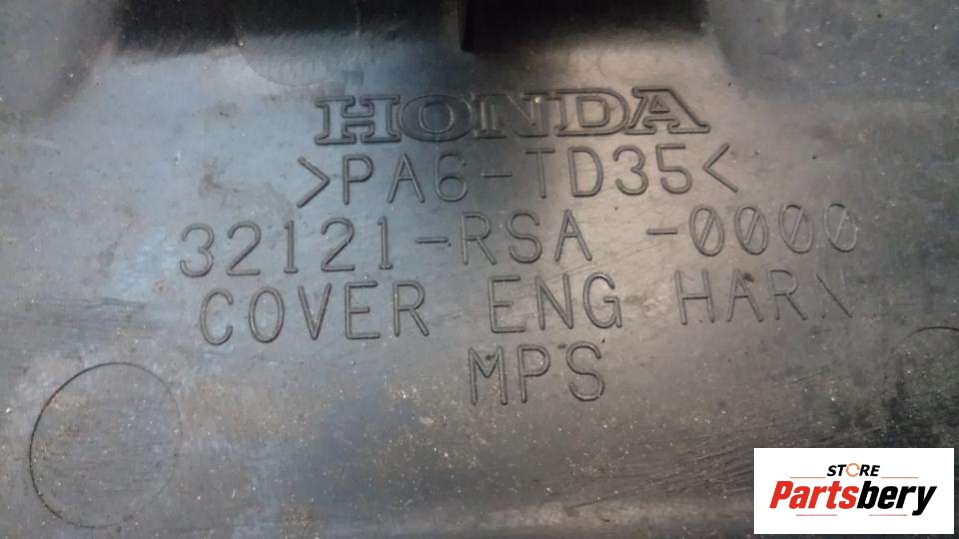 HONDA
>PA6-TD35<
32121-RSA -0000
COVER ENG HARN
MPS
STORE
Partsbery